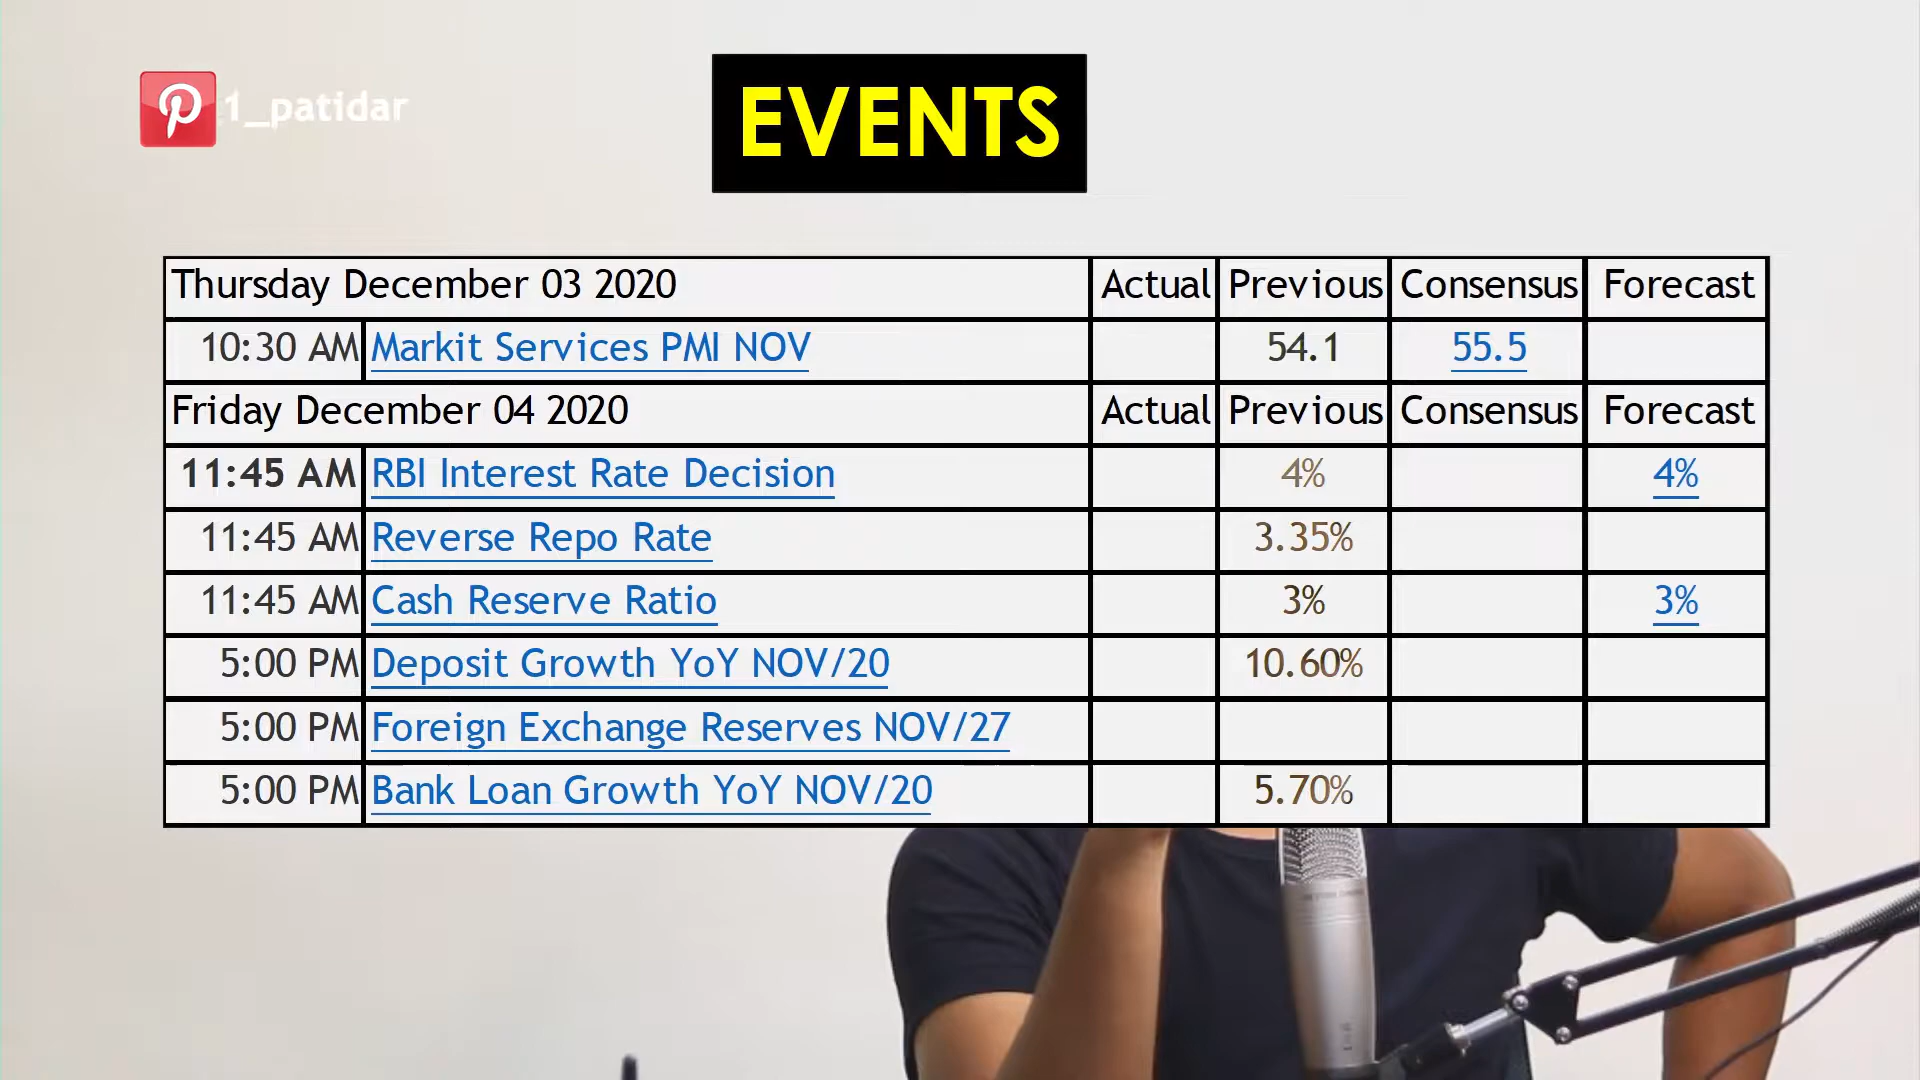 1_patidar
EVENTS
Thursday December 03 2020 Actual Previous Consensus Forecast
10:30 AM Markit Services PMI NOV 54.1 55.5
Friday December 04 2020 Actual Previous Consensus Forecast
11:45 AM RBI Interest Rate Decision 4% 4%
11:45 AM Reverse Repo Rate 3.35%
11:45 AM Cash Reserve Ratio 3% 3%
5:00 PM Deposit Growth YoY NOV/20 10.60%
5:00 PM Foreign Exchange Reserves NOV/27
5:00 PM Bank Loan Growth YoY NOV/20 5.70%